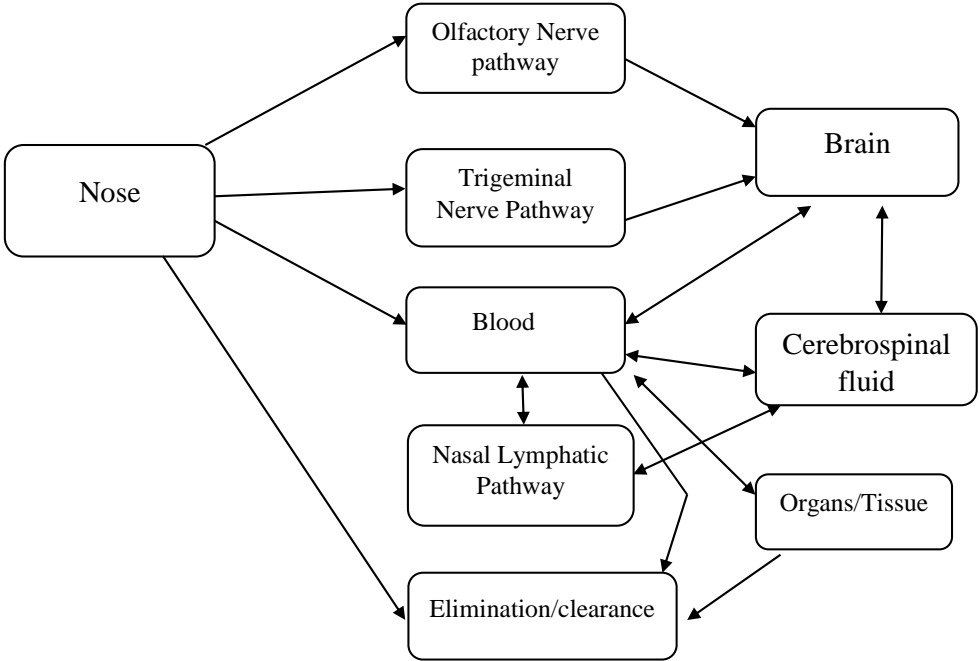 Olfactory Nerve
pathway
Brain
Nose
Trigeminal
Nerve Pathway
Blood
Cerebrospinal
fluid
Nasal Lymphatic
Pathway
Organs/Tissue
Elimination/clearance